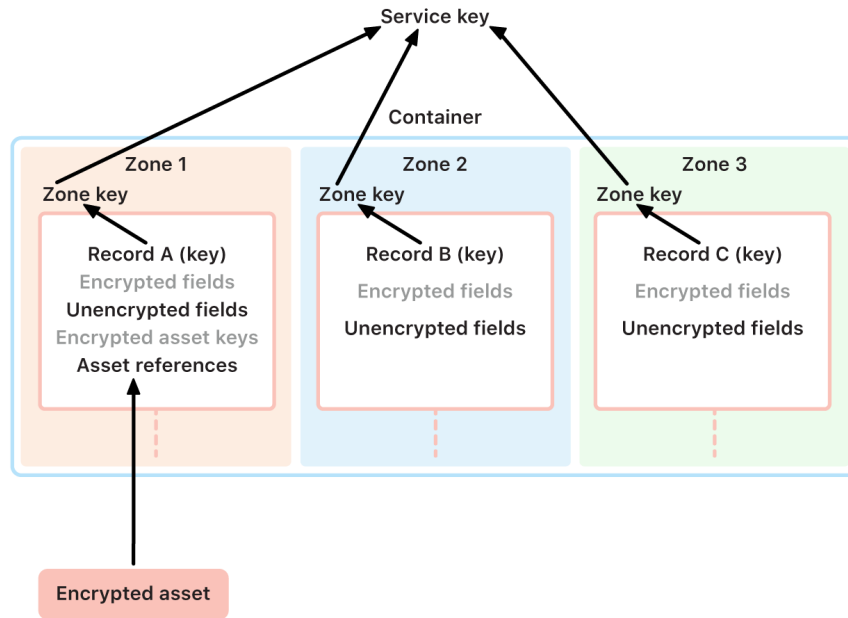 Service key
Container
Zone 1
Zone key
Record A (key)
Encrypted fields
Unencrypted fields
Encrypted asset keys
Asset references
Zone 2
Zone key
Record B (key)
Encrypted fields
Unencrypted fields
Zone 3
Zone key
Record C (key)
Encrypted fields
Unencrypted fields
Encrypted asset